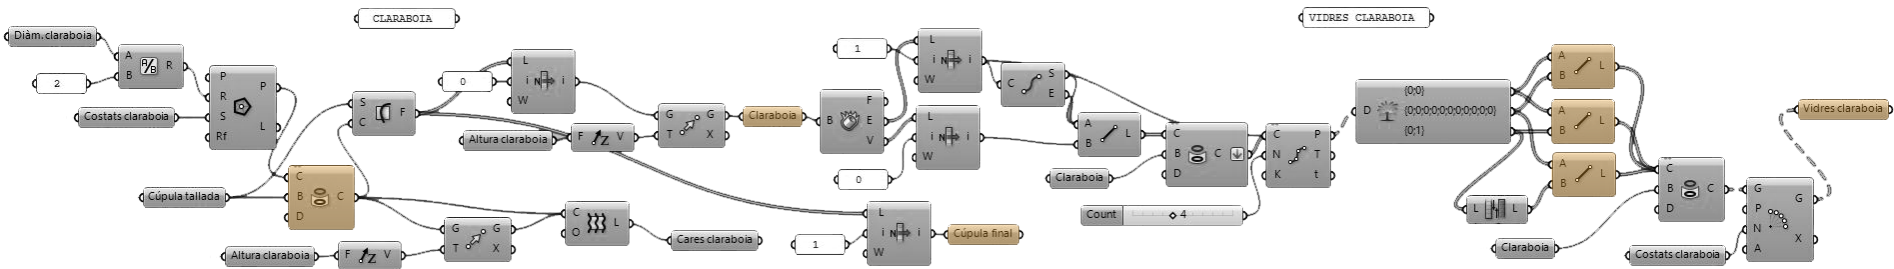 CLARABOIA
Diàm.claraboia
2
A
B
A/B
R
Costats claraboia
P
R
S
Rf
P
L
Cúpula tallada
C
B
D
C
S
C
F
0
L
i
W
N
i
Altura claraboia
F
Z
V
G
T
G
X
Claraboia
Altura claraboia
F
Z
V
G
T
G
X
C
O
L
Cares claraboia
1
L
i
W
N
i
Cúpula final
B
F
E
V
1
L
i
W
N
i
0
L
i
W
N
i
C
S
E
A
B
L
Claraboia
C
B
D
C
Count
4
C
N
K
P
T
t
VIDRES CLARABOIA
D
{0;0}
{0;0;0;0;0;0;0;0;0;0;0}
{0;1}
A
B
L
A
B
L
A
B
L
L
L
Claraboia
C
B
D
C
Costats claraboia
G
P
N
A
G
X
Vidres claraboia